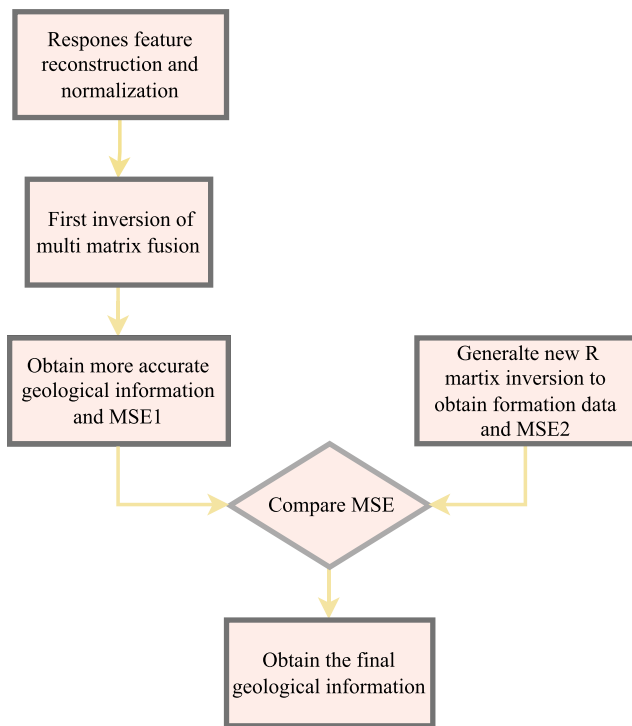 Respones feature
reconstruction and
normalization
First inversion of
multi matrix fusion
Obtain more accurate
geological information
and MSE1
Generalte new R
martix inversion to
obtain formation data
and MSE2
Compare MSE
Obtain the final
geological information